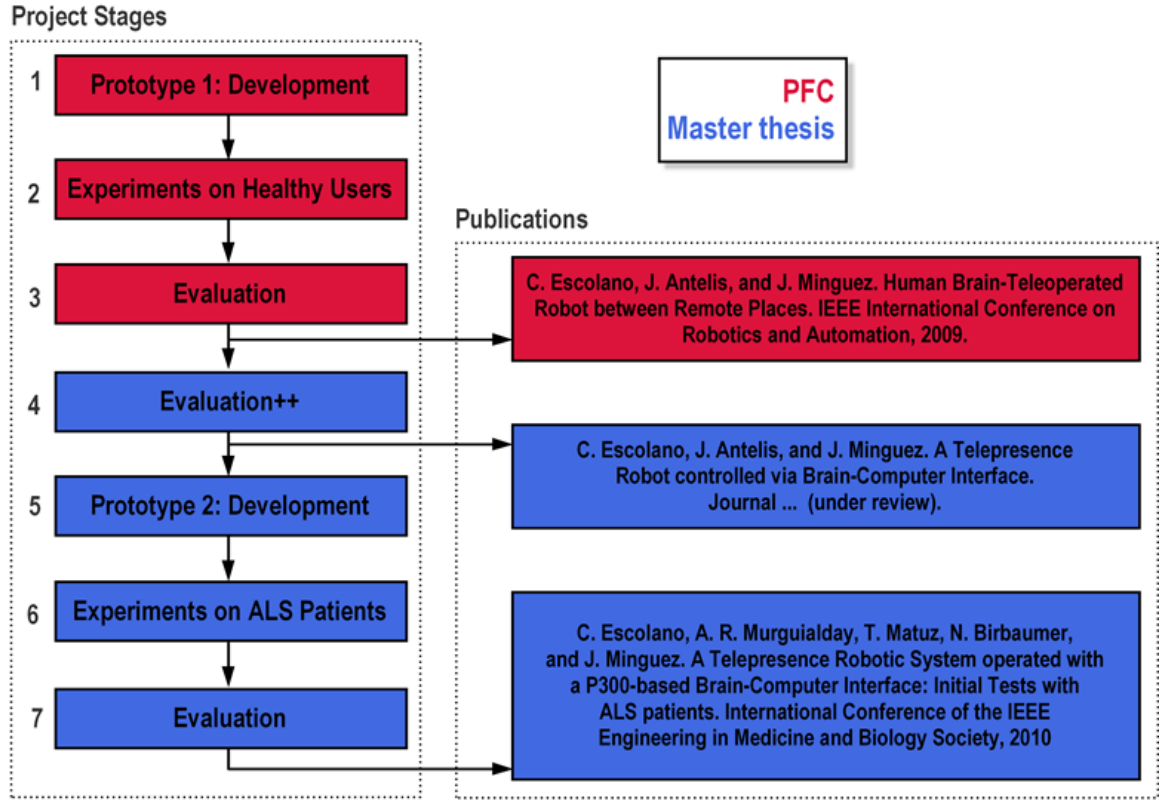 Project Stages
1
Prototype 1: Development
2
Experiments on Healthy Users
3
Evaluation
4
Evaluation++
5
Prototype 2: Development
6
Experiments on ALS Patients
7
Evaluation
PFC
Master thesis
Publications
C. Escolano, J. Antelis, and J. Minguez. Human Brain-Teleoperated
Robot between Remote Places. IEEE International Conference on
Robotics and Automation, 2009.
C. Escolano, J. Antelis, and J. Minguez. A Telepresence
Robot controlled via Brain-Computer Interface.
Journal ... (under review).
C. Escolano, A. R. Murguialday, T. Matuz, N. Birbaumer,
and J. Minguez. A Telepresence Robotic System operated with
a P300-based Brain-Computer Interface: Initial Tests with
ALS patients. International Conference of the IEEE
Engineering in Medicine and Biology Society, 2010